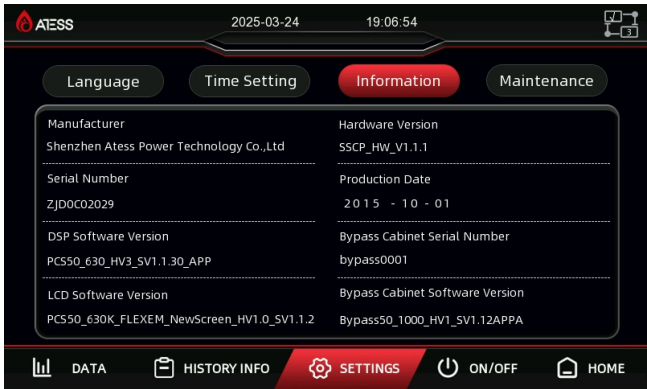 ATESS 2025-03-24 19:06:54
3
Language Time Setting Information Maintenance
Manufacturer
Shenzhen Atess Power Technology Co.,Ltd
Hardware Version
SSCP_HW_V1.1.1
Serial Number
ZJD0C02029
Production Date
2015 - 10 - 01
DSP Software Version
PCS50_630_HV3_SV1.1.30_APP
Bypass Cabinet Serial Number
bypass0001
LCD Software Version
PCS50_630K_FLEXEM_NewScreen_HV1.0_SV1.1.2
Bypass Cabinet Software Version
Bypass50_1000_HV1_SV1.12APPA
DATA HISTORY INFO SETTINGS ON/OFF HOME